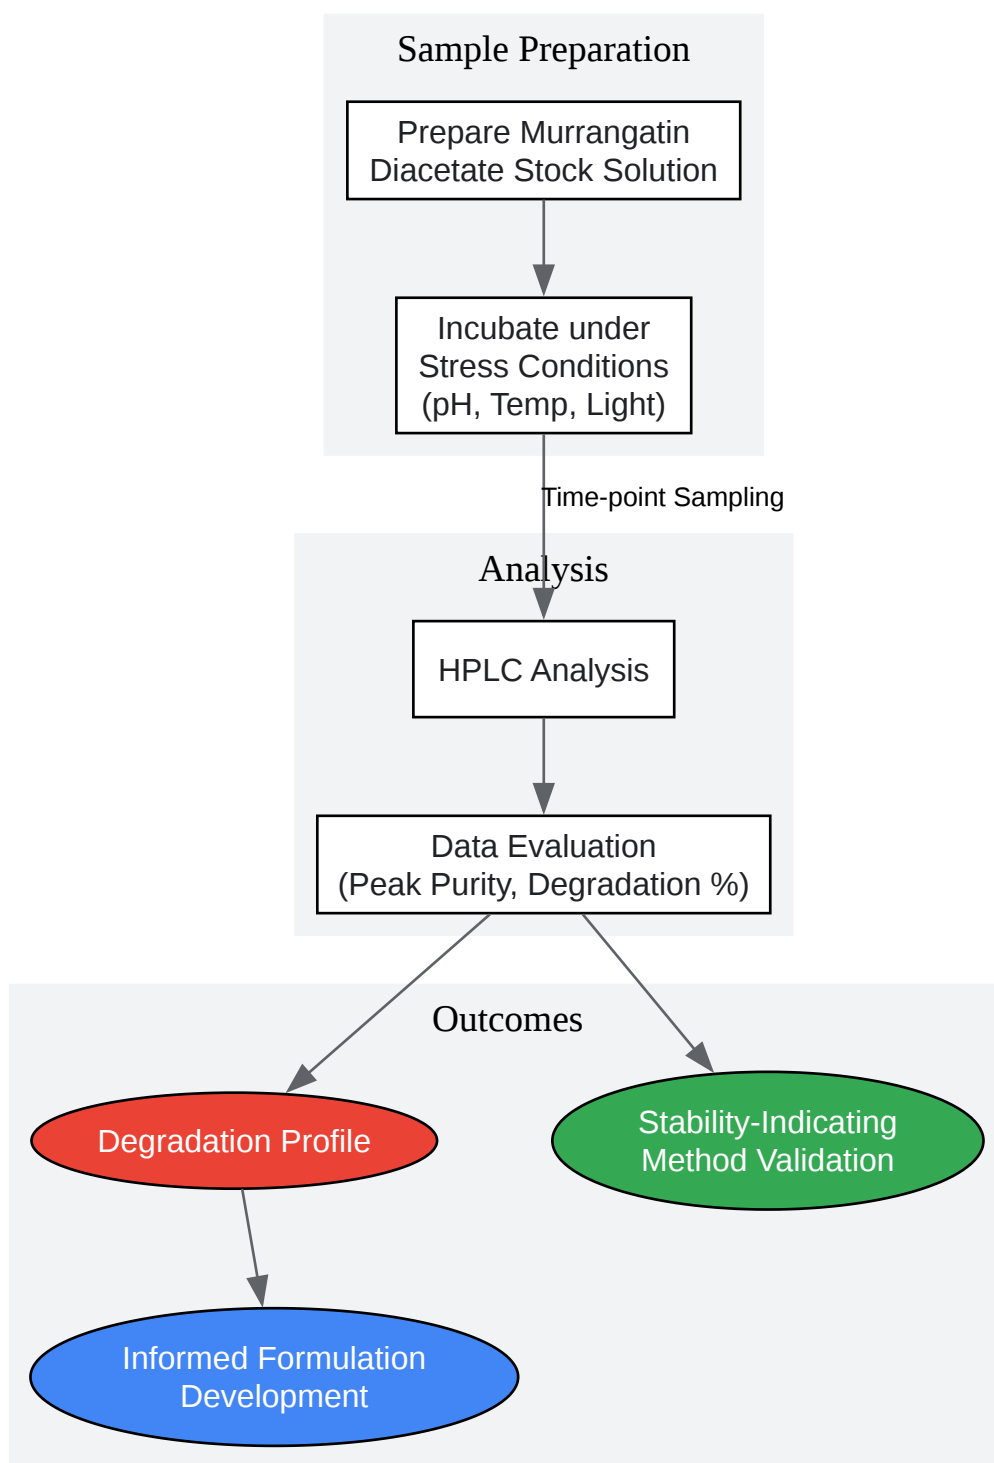 Sample Preparation
Prepare Murrangatin
Diacetate Stock Solution
Incubate under
Stress Conditions
(pH, Temp, Light)
Time-point Sampling
Analysis
HPLC Analysis
Data Evaluation
(Peak Purity, Degradation %)
Outcomes
Degradation Profile
Stability-Indicating
Method Validation
Informed Formulation
Development